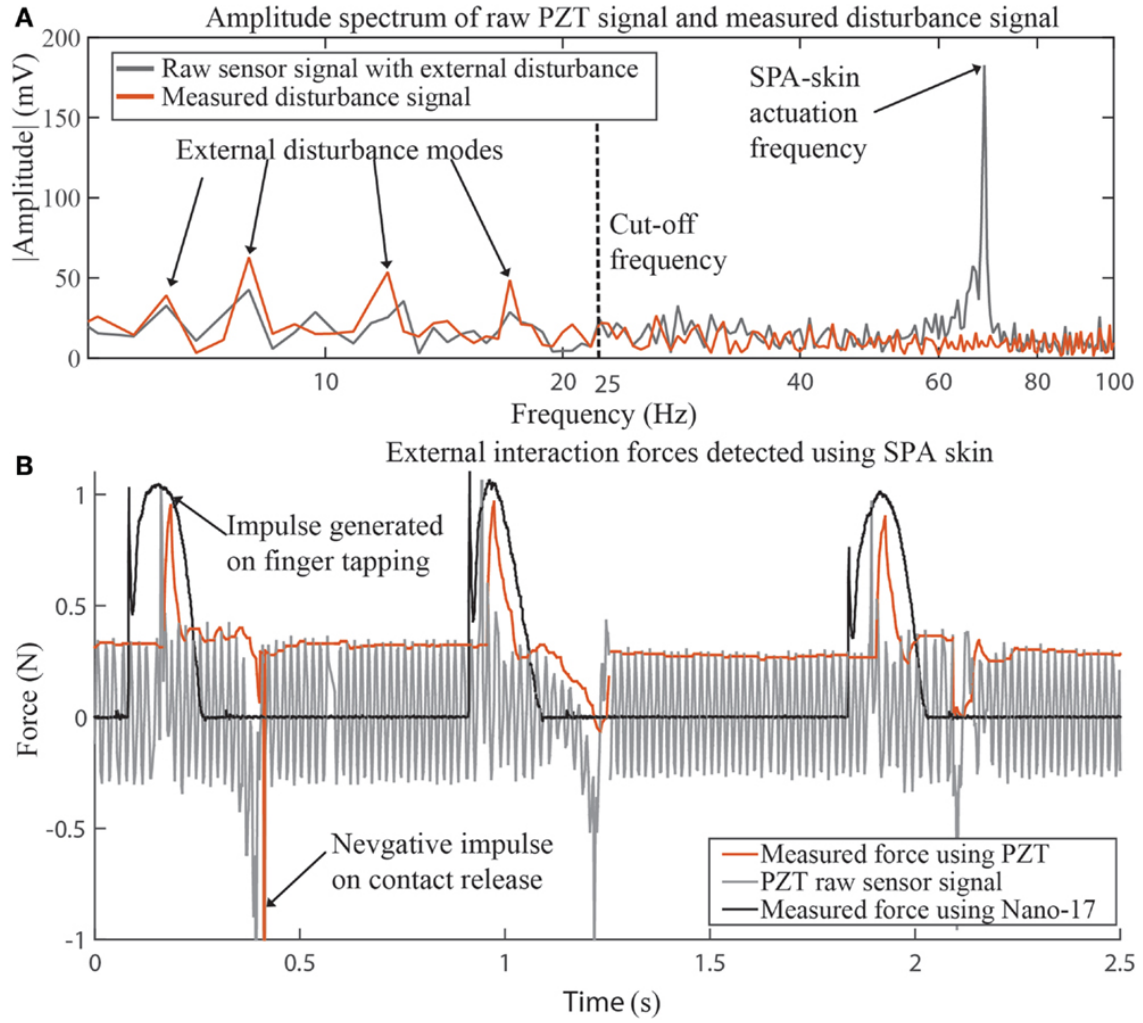 A
Amplitude spectrum of raw PZT signal and measured disturbance signal
200
150
100
50
0
|Amplitude| (mV)
Raw sensor signal with external disturbance
Measured disturbance signal
External disturbance modes
SPA-skin
actuation
frequency
Cut-off
frequency
10
20
25
40
60
80
100
Frequency (Hz)
B
External interaction forces detected using SPA skin
1
0.5
0
-0.5
-1
Force (N)
Impulse generated
on finger tapping
Nevgative impulse
on contact release
Measured force using PZT
PZT raw sensor signal
Measured force using Nano-17
0
0.5
1
1.5
2
2.5
Time (s)